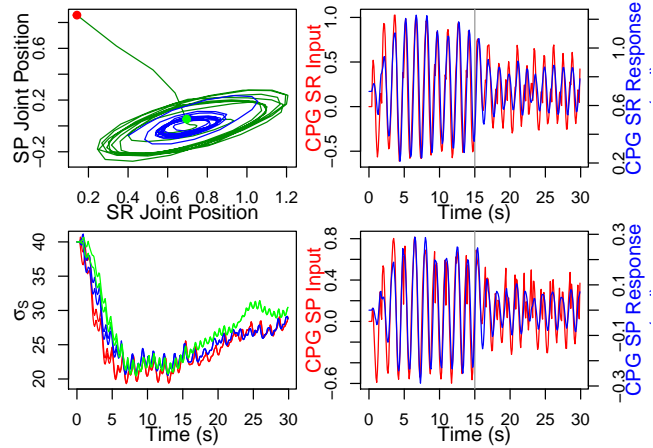 SP Joint Position
-0.2 0.2 0.6
0.2 0.4 0.6 0.8 1.0 1.2
SR Joint Position
CPG SR Input
-0.5 0.0 0.5 1.0
0 5 10 15 20 25 30
Time (s)
0.2 0.6 1.0
CPG SR Response
σS
20 25 30 35 40
0 5 10 15 20 25 30
Time (s)
CPG SP Input
-0.6 0.0 0.4 0.8
0 5 10 15 20 25 30
Time (s)
-0.3 -0.1 0.1 0.3
CPG SP Response